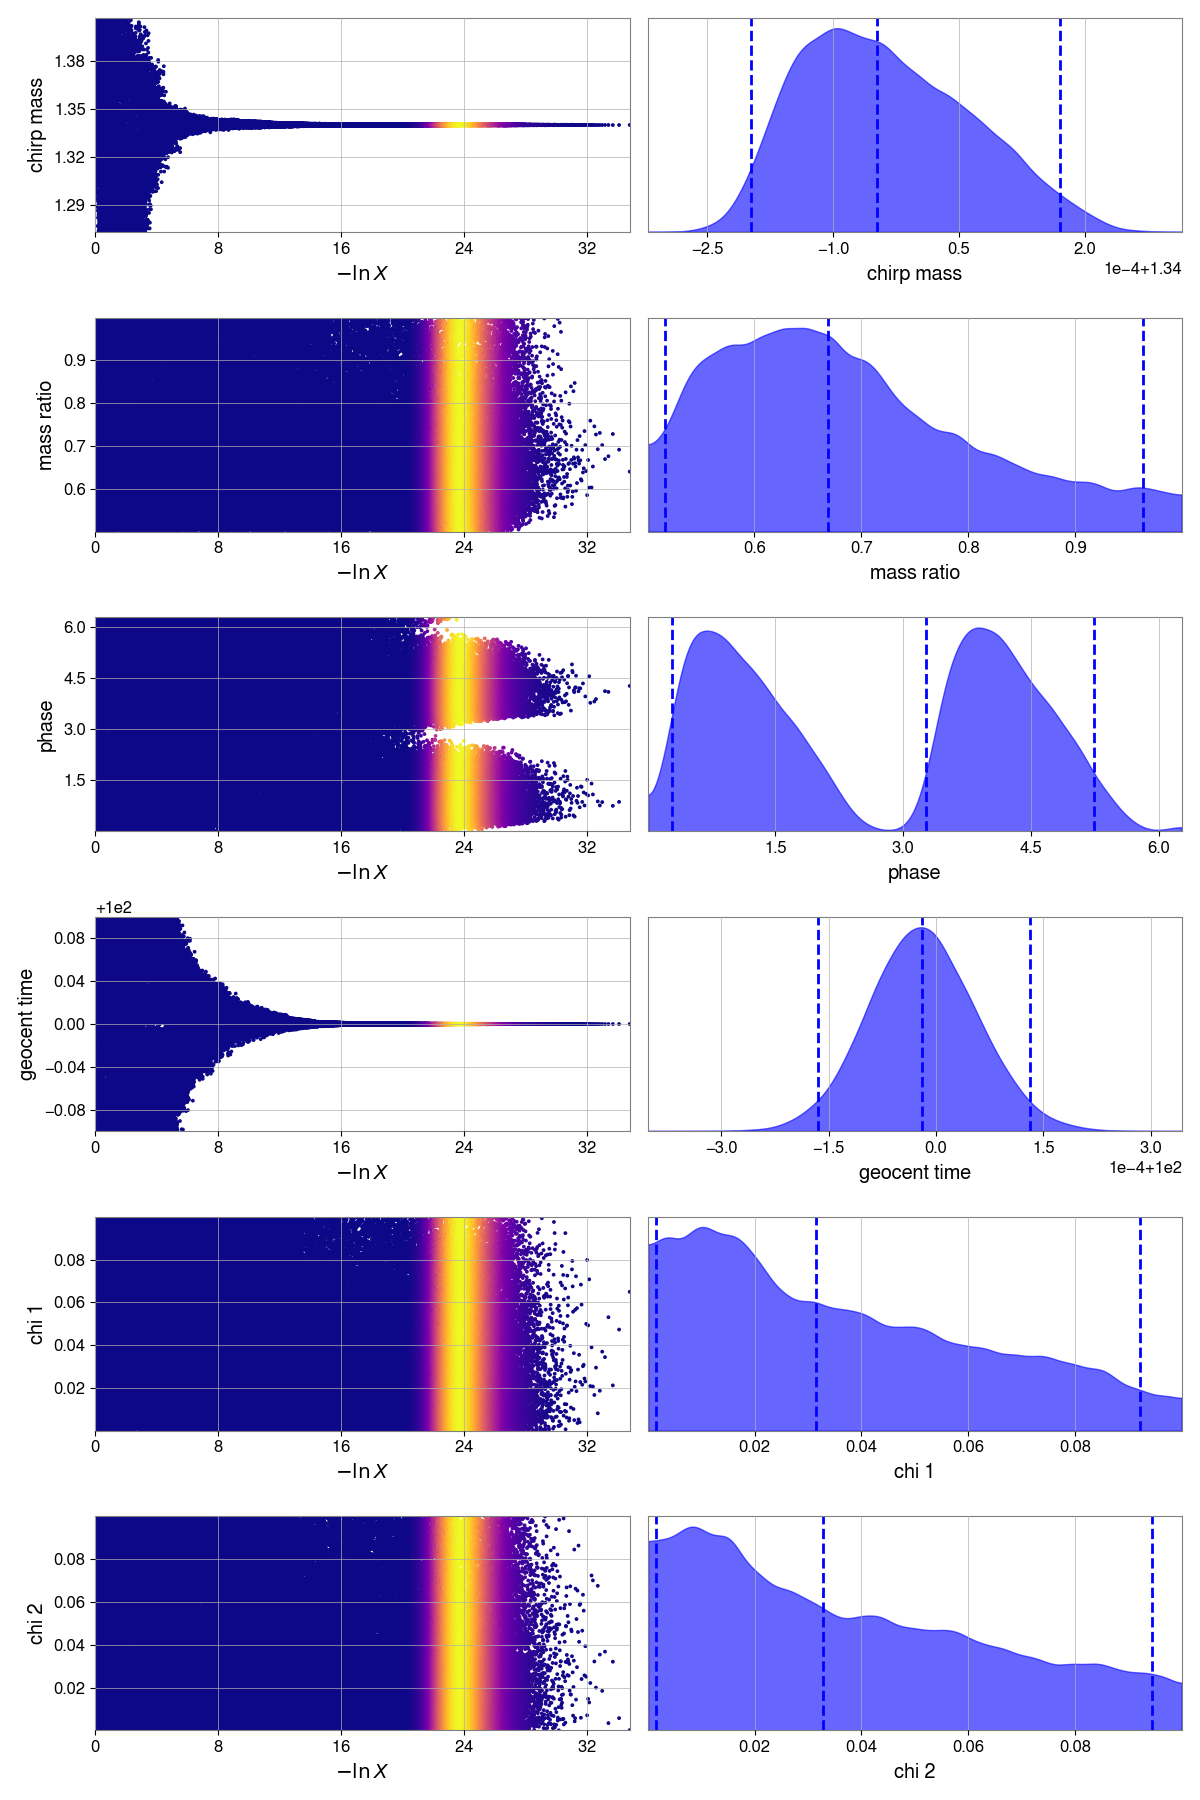 1.38
1.35
1.32
1.29
chirp mass
0 8 16 24 32
−ln X
−2.5 −1.0 0.5 2.0
1e−4+1.34
chirp mass
0.9
0.8
0.7
0.6
mass ratio
0 8 16 24 32
−ln X
0.6 0.7 0.8 0.9
mass ratio
6.0
4.5
3.0
1.5
phase
0 8 16 24 32
−ln X
1.5 3.0 4.5 6.0
phase
+1e2
0.08
0.04
0.00
−0.04
−0.08
geocent time
0 8 16 24 32
−ln X
−3.0 −1.5 0.0 1.5 3.0
1e−4+1e2
geocent time
0.08
0.06
0.04
0.02
chi 1
0 8 16 24 32
−ln X
0.02 0.04 0.06 0.08
chi 1
0.08
0.06
0.04
0.02
chi 2
0 8 16 24 32
−ln X
0.02 0.04 0.06 0.08
chi 2